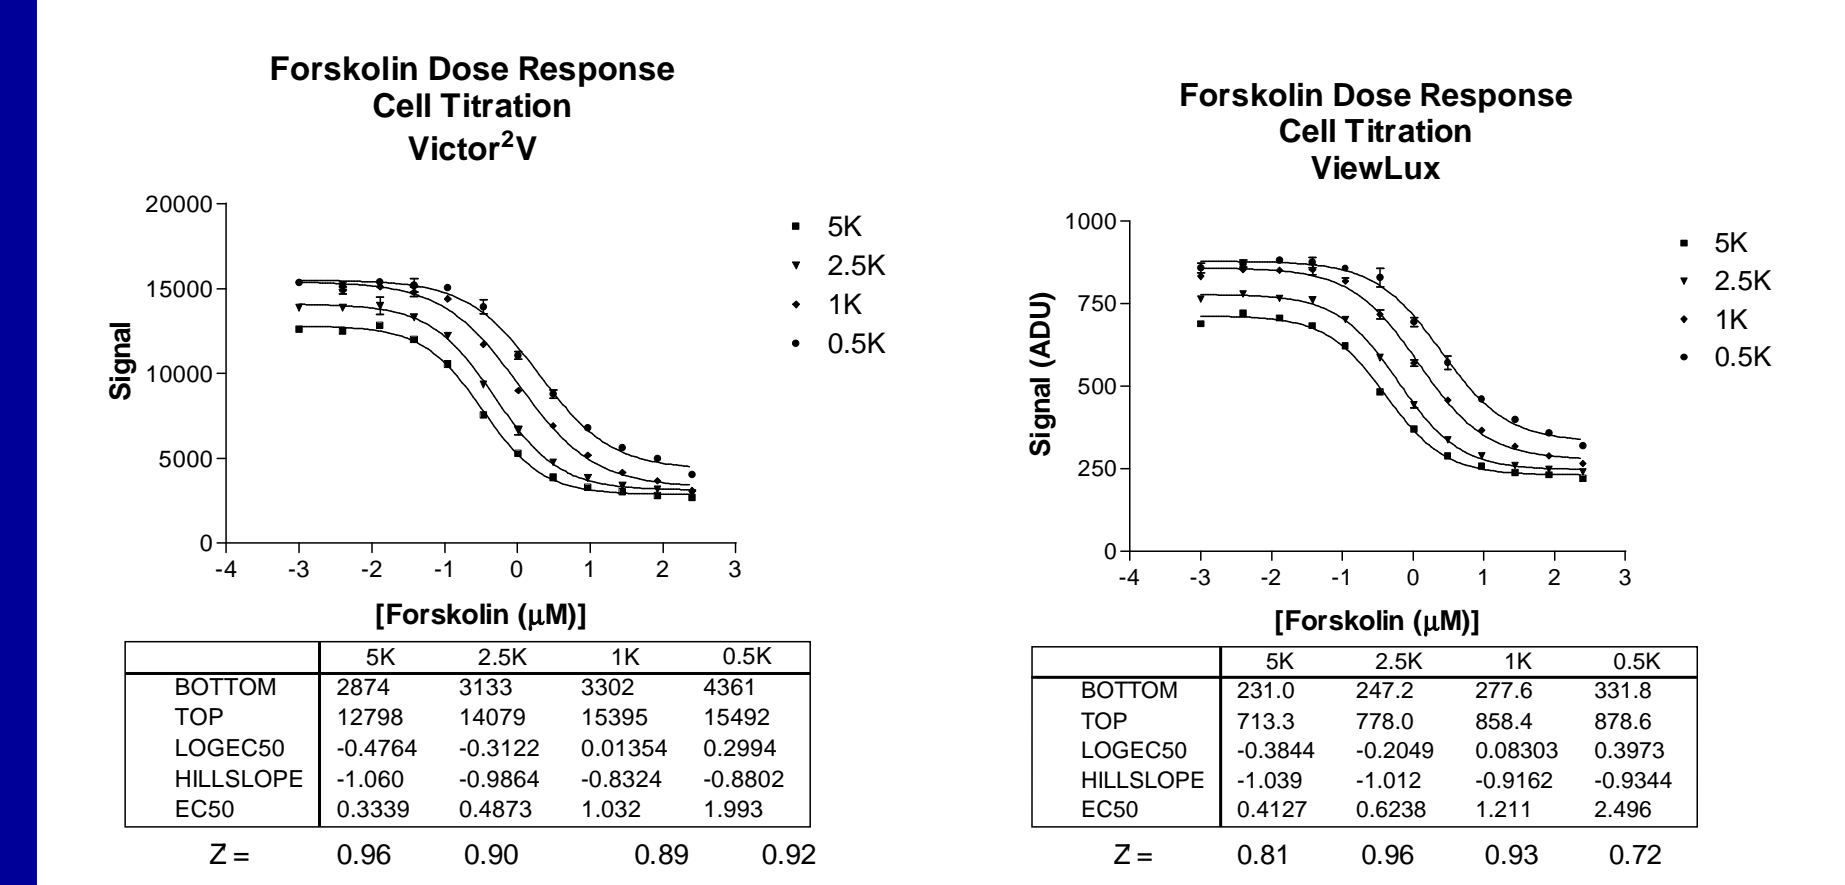 Forskolin Dose Response
Cell Titration
Victor²V
20000
15000
10000
5000
0
Signal
-4 -3 -2 -1 0 1 2 3
[Forskolin (μM)]
5K
2.5K
1K
0.5K
5K 2.5K 1K 0.5K
BOTTOM 2874 3133 3302 4361
TOP 12798 14079 15395 15492
LOGEC50 -0.4764 -0.3122 0.01354 0.2994
HILLSLOPE -1.060 -0.9864 -0.8324 -0.8802
EC50 0.3339 0.4873 1.032 1.993
Z' = 0.96 0.90 0.89 0.92
Forskolin Dose Response
Cell Titration
ViewLux
1000
750
500
250
0
Signal (ADU)
-4 -3 -2 -1 0 1 2 3
[Forskolin (μM)]
5K
2.5K
1K
0.5K
5K 2.5K 1K 0.5K
BOTTOM 231.0 247.2 277.6 331.8
TOP 713.3 778.0 858.4 878.6
LOGEC50 -0.3844 -0.2049 0.08303 0.3973
HILLSLOPE -1.039 -1.012 -0.9162 -0.9344
EC50 0.4127 0.6238 1.211 2.496
Z' = 0.81 0.96 0.93 0.72